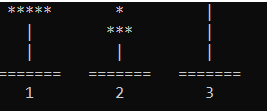 *****      *         |
  |       ***        |
  |        |         |
=======  =======  =======
   1        2        3